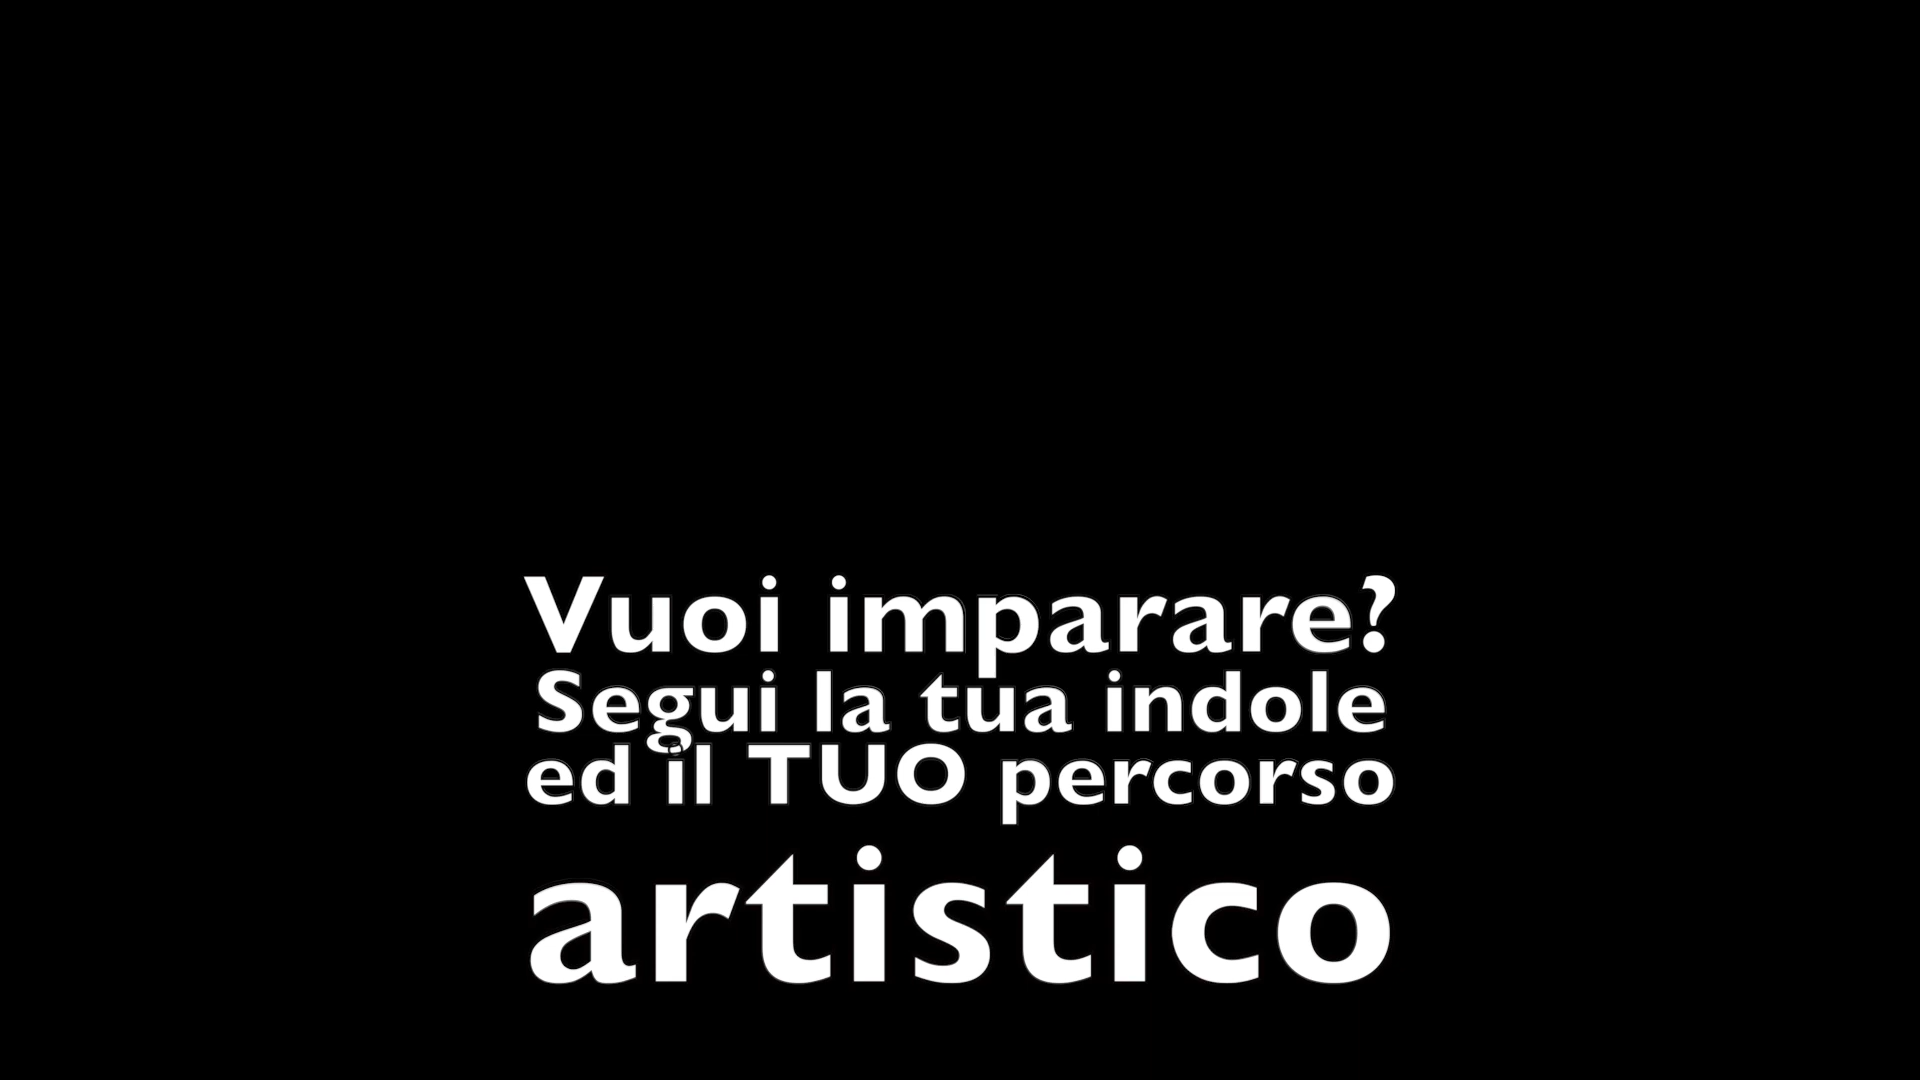 Vuoi imparare?
Segui la tua indole
ed il TUO percorso
artistico